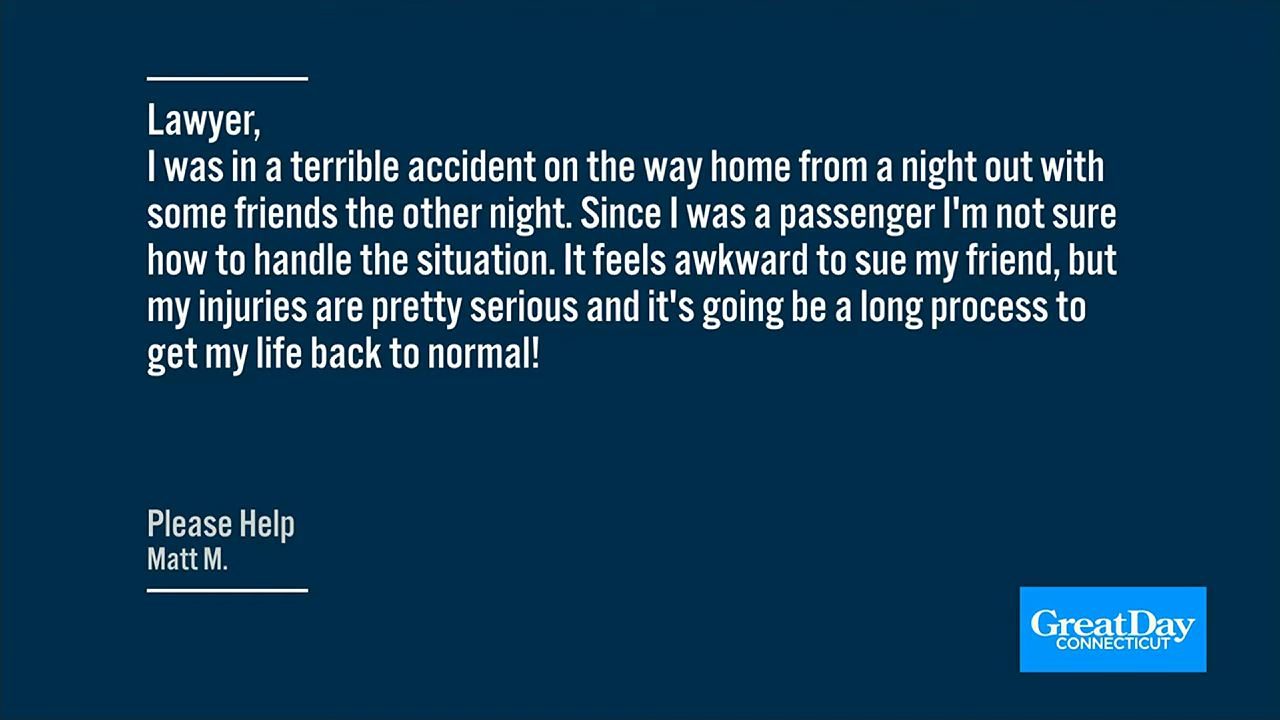 Lawyer,
I was in a terrible accident on the way home from a night out with
some friends the other night. Since I was a passenger I'm not sure
how to handle the situation. It feels awkward to sue my friend, but
my injuries are pretty serious and it's going be a long process to
get my life back to normal!
Please Help
Matt M.
GreatDay
CONNECTICUT